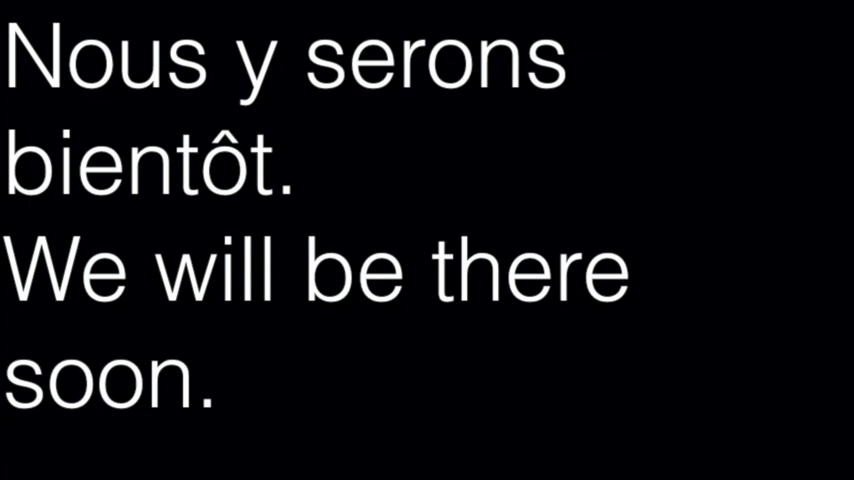 Nous y serons
bientôt.
We will be there
soon.